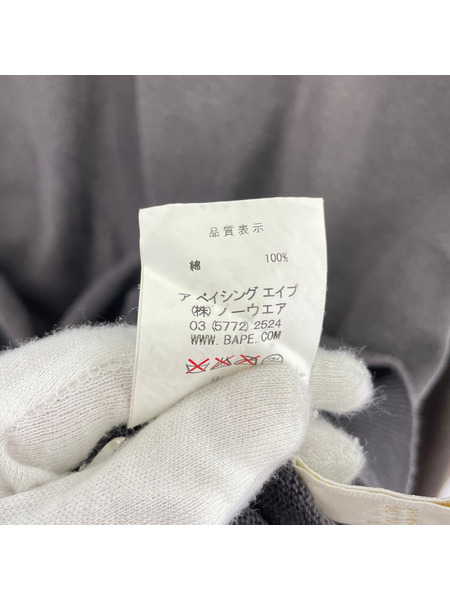 品質表示
綿 100%
ア ベイシング エイプ
(株) ノーウエア
03 (5772) 2524
WWW. BAPE. COM